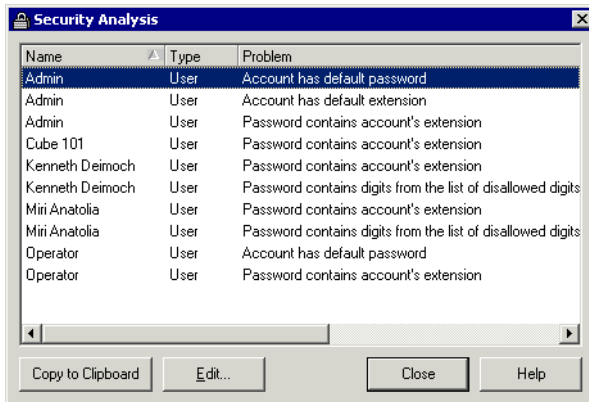 Security Analysis
Name Type Problem
Admin User Account has default password
Admin User Account has default extension
Admin User Password contains account's extension
Cube 101 User Password contains account's extension
Kenneth Deimoch User Password contains account's extension
Kenneth Deimoch User Password contains digits from the list of disallowed digits
Miri Anatolia User Password contains account's extension
Miri Anatolia User Password contains digits from the list of disallowed digits
Operator User Account has default password
Operator User Password contains account's extension
Copy to Clipboard Edit... Close Help